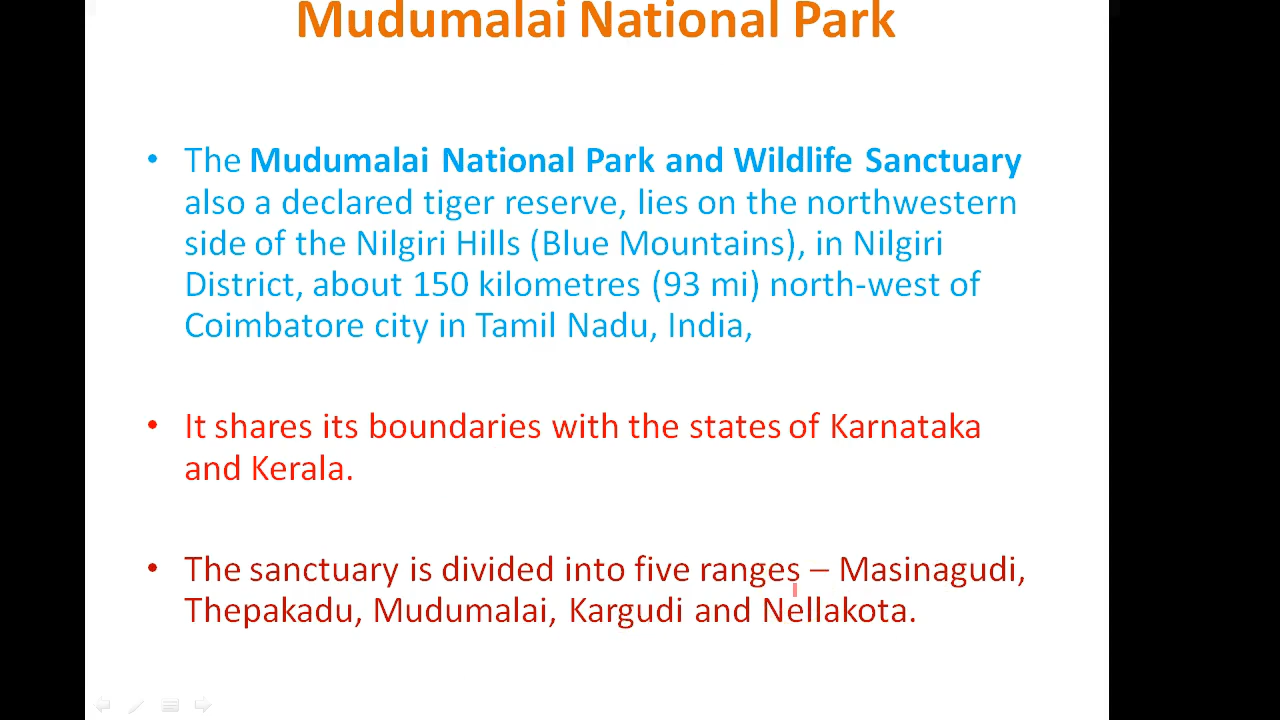 Mudumalai National Park
• The Mudumalai National Park and Wildlife Sanctuary
also a declared tiger reserve, lies on the northwestern
side of the Nilgiri Hills (Blue Mountains), in Nilgiri
District, about 150 kilometres (93 mi) north-west of
Coimbatore city in Tamil Nadu, India,
• It shares its boundaries with the states of Karnataka
and Kerala.
• The sanctuary is divided into five ranges – Masinagudi,
Thepakadu, Mudumalai, Kargudi and Nellakota.